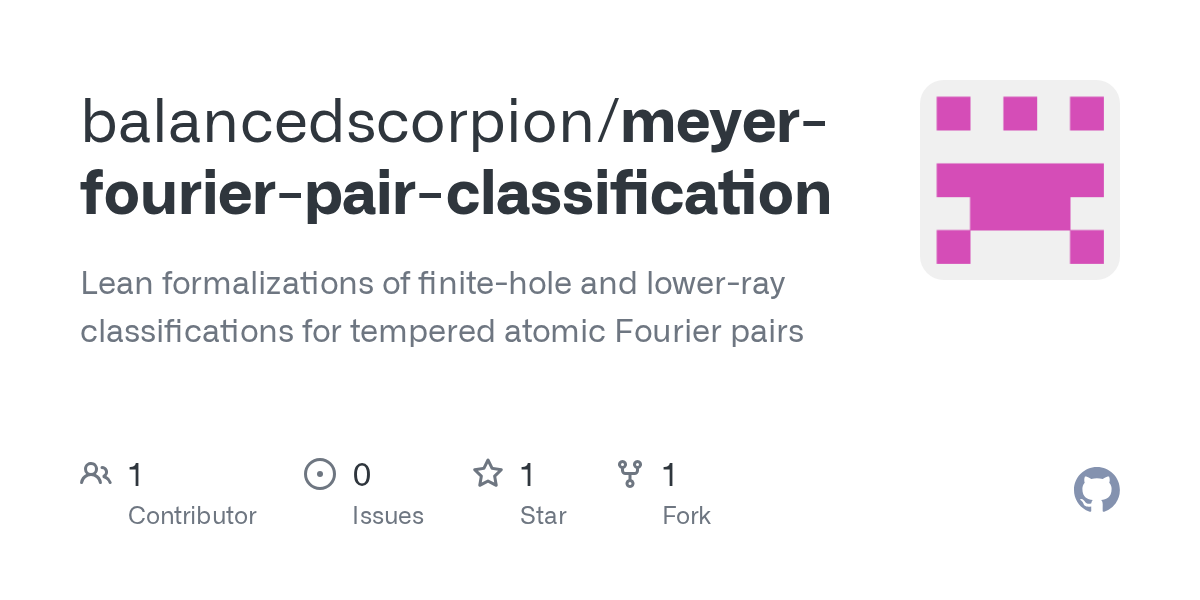 balancedscorpion/meyer-
fourier-pair-classification
Lean formalizations of finite-hole and lower-ray
classifications for tempered atomic Fourier pairs
1 0 1 1
Contributor Issues Star Fork